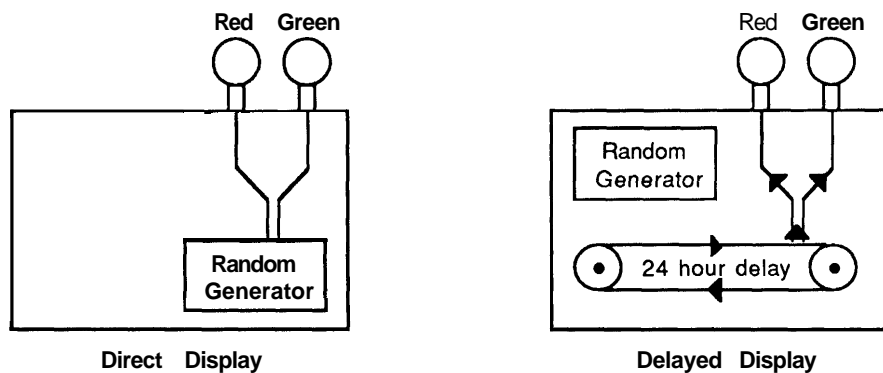 Red Green
Random
Generator
Direct Display
Red Green
Random
Generator
24 hour delay
Delayed Display